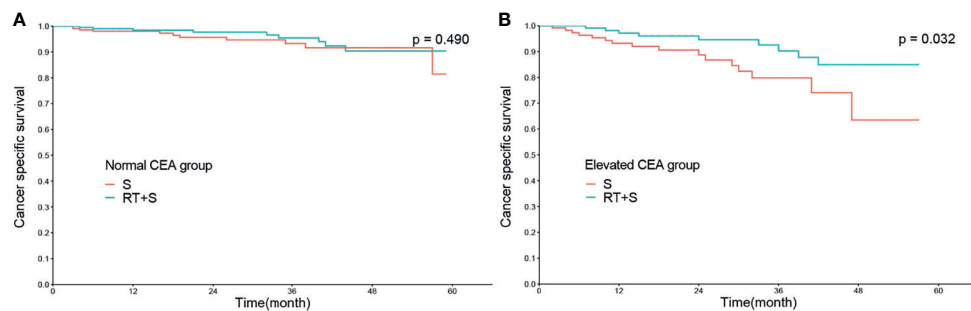 A
Cancer specific survival
1.0
0.9
0.8
0.9
0.6
0.5
0.4
0.3
0.2
0.1
0.0
p = 0.490
Normal CEA group
S
RT+S
0 12 24 36 48 60
Time(month)
B
Cancer specific survival
1.0
0.9
0.8
0.9
0.6
0.5
0.4
0.3
0.2
0.1
0.0
p = 0.032
Elevated CEA group
S
RT+S
0 12 24 36 48 60
Time(month)